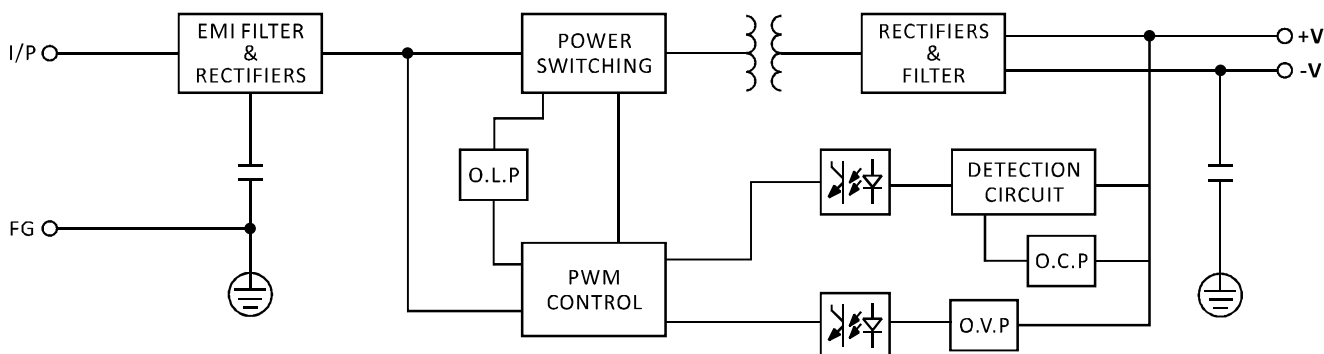 I/P
EMI FILTER
&
RECTIFIERS
POWER
SWITCHING
RECTIFIERS
&
FILTER
+V
-V
O.L.P
DETECTION
CIRCUIT
FG
PWM
CONTROL
O.C.P
O.V.P